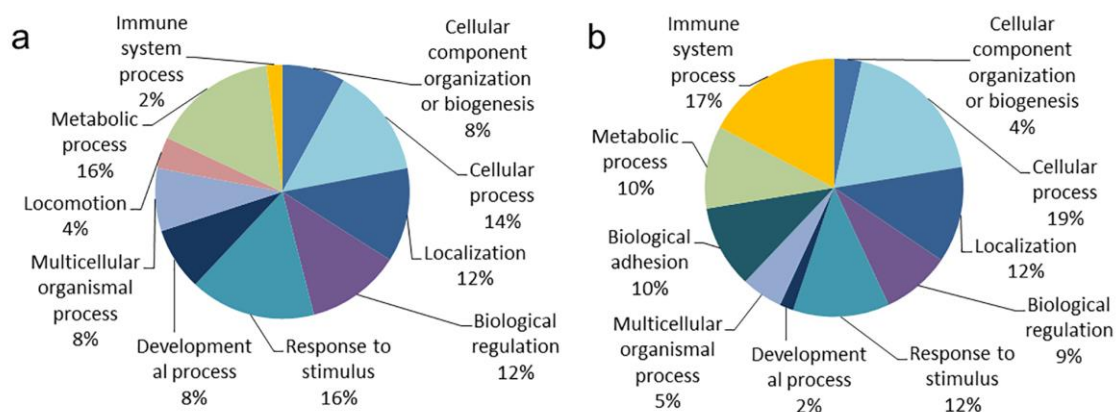 a
Immune
system
process
2%
Cellular
component
organization
or biogenesis
8%
Cellular
process
14%
Localization
12%
Biological
regulation
12%
Response to
stimulus
16%
Development
al process
8%
Multicellular
organismal
process
8%
Locomotion
4%
Metabolic
process
16%
b
Immune
system
process
17%
Cellular
component
organization
or biogenesis
4%
Cellular
process
19%
Localization
12%
Biological
regulation
9%
Response to
stimulus
12%
Development
al process
2%
Multicellular
organismal
process
5%
Biological
adhesion
10%
Metabolic
process
10%